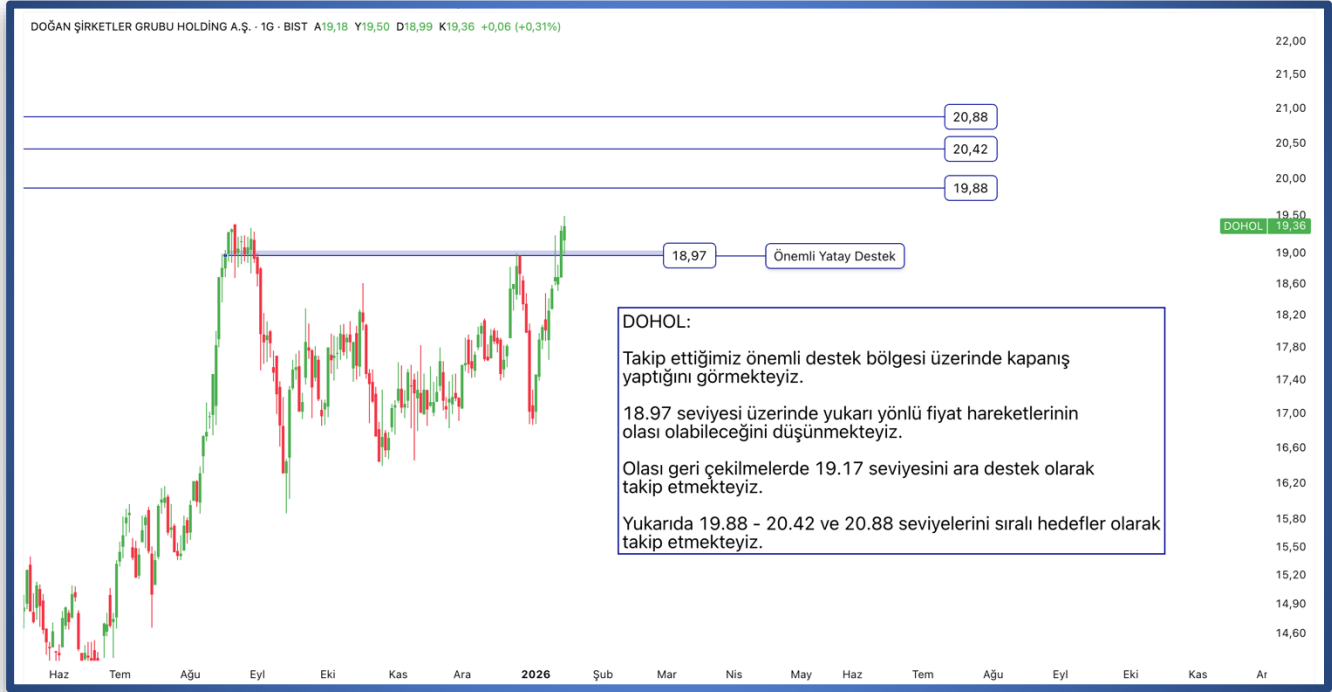 DOĞAN ŞİRKETLER GRUBU HOLDİNG A.Ş. · 1G · BIST A19,18 Y19,50 D18,99 K19,36 +0,06 (+0,31%)
22,00
21,50
21,00
20,50
20,00
19,50
DOHOL 19,36
19,00
18,60
18,20
17,80
17,40
17,00
16,60
16,20
15,80
15,50
15,20
14,90
14,60
20,88
20,42
19,88
18,97
Önemli Yatay Destek
DOHOL:
Takip ettiğimiz önemli destek bölgesi üzerinde kapanış
yaptığını görmekteyiz.
18.97 seviyesi üzerinde yukarı yönlü fiyat hareketlerinin
olası olabileceğini düşünmekteyiz.
Olası geri çekilmelerde 19.17 seviyesini ara destek olarak
takip etmekteyiz.
Yukarıda 19.88 - 20.42 ve 20.88 seviyelerini sıralı hedefler olarak
takip etmekteyiz.
Haz Tem Ağu Eyl Eki Kas Ara 2026 Şub Mar Nis May Haz Tem Ağu Eyl Eki Kas Ar